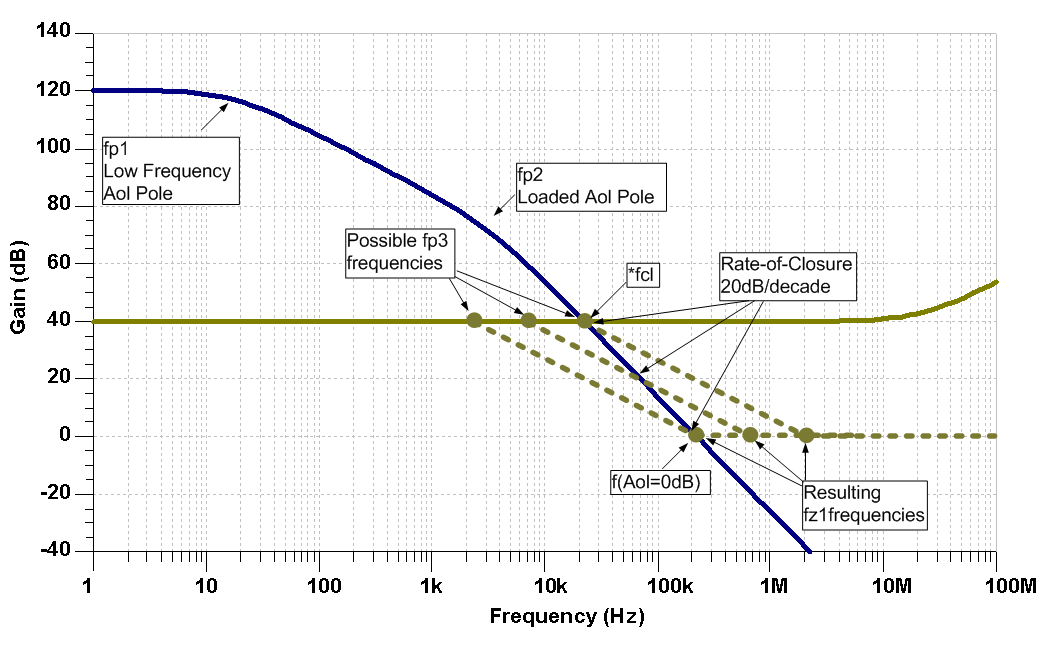 140
120
100
80
60
40
20
0
-20
-40
Gain (dB)
fp1
Low Frequency
Aol Pole
fp2
Loaded Aol Pole
Possible fp3
frequencies
*fcl
Rate-of-Closure
20dB/decade
f(Aol=0dB)
Resulting
fz1frequencies
1
10
100
1k
10k
100k
1M
10M
100M
Frequency (Hz)